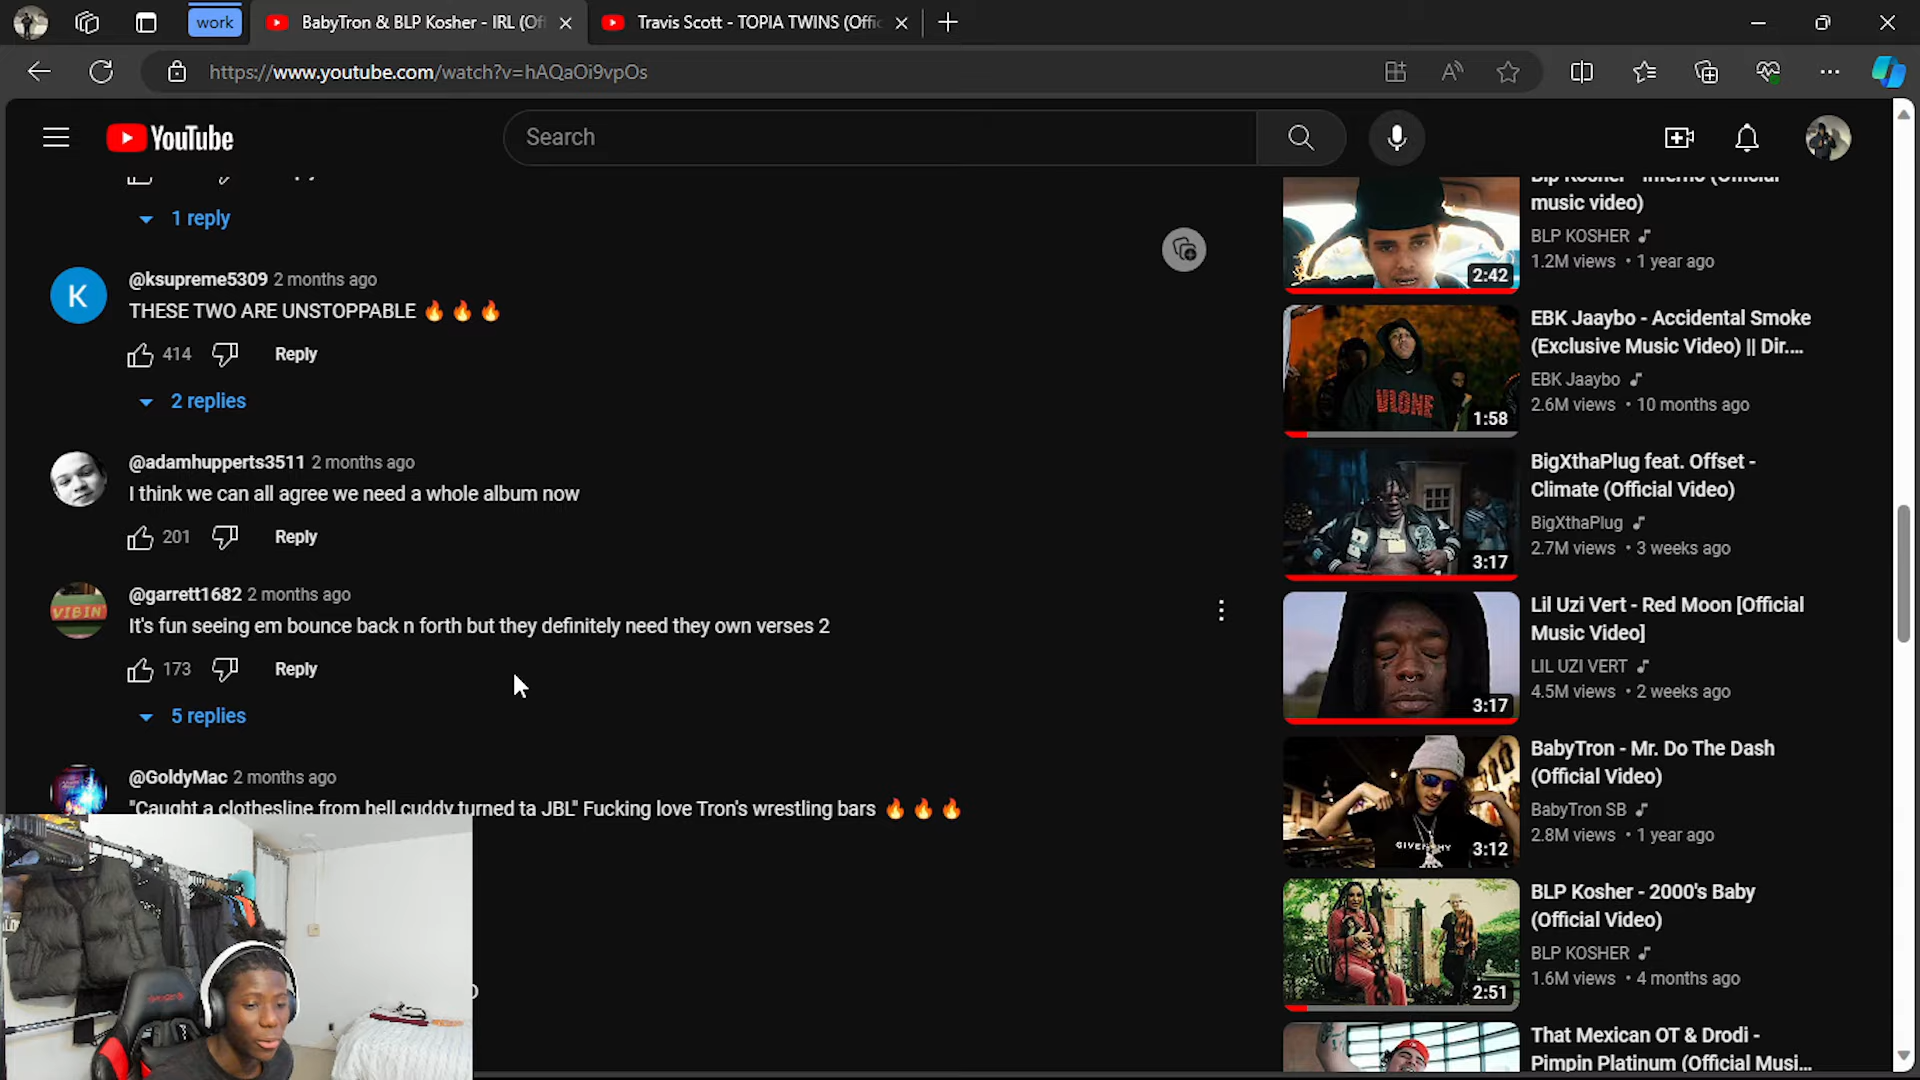 work
BabyTron & BLP Kosher - IRL (Of
Travis Scott - TOPIA TWINS (Offic
https://www.youtube.com/watch?v=hAQaOi9vpOs
YouTube
Search
1 reply
@ksupreme5309 2 months ago
THESE TWO ARE UNSTOPPABLE 🔥🔥🔥
414 Reply
2 replies
@adamhupperts3511 2 months ago
I think we can all agree we need a whole album now
201 Reply
VIBIN'
@garrett1682 2 months ago
It's fun seeing em bounce back n forth but they definitely need they own verses 2
173 Reply
5 replies
@GoldyMac 2 months ago
"Caught a clothesline from hell cuddy turned ta JBL" Fucking love Tron's wrestling bars 🔥🔥🔥
Blp Kosher - Inferno (Official
music video)
BLP KOSHER
1.2M views • 1 year ago
2:42
EBK Jaaybo - Accidental Smoke
(Exclusive Music Video) || Dir....
EBK Jaaybo
2.6M views • 10 months ago
VLONE
1:58
BigXthaPlug feat. Offset -
Climate (Official Video)
BigXthaPlug
2.7M views • 3 weeks ago
3:17
Lil Uzi Vert - Red Moon [Official
Music Video]
LIL UZI VERT
4.5M views • 2 weeks ago
3:17
BabyTron - Mr. Do The Dash
(Official Video)
BabyTron SB
2.8M views • 1 year ago
GIVENCHY
3:12
BLP Kosher - 2000's Baby
(Official Video)
BLP KOSHER
1.6M views • 4 months ago
2:51
That Mexican OT & Drodi -
Pimpin Platinum (Official Musi...